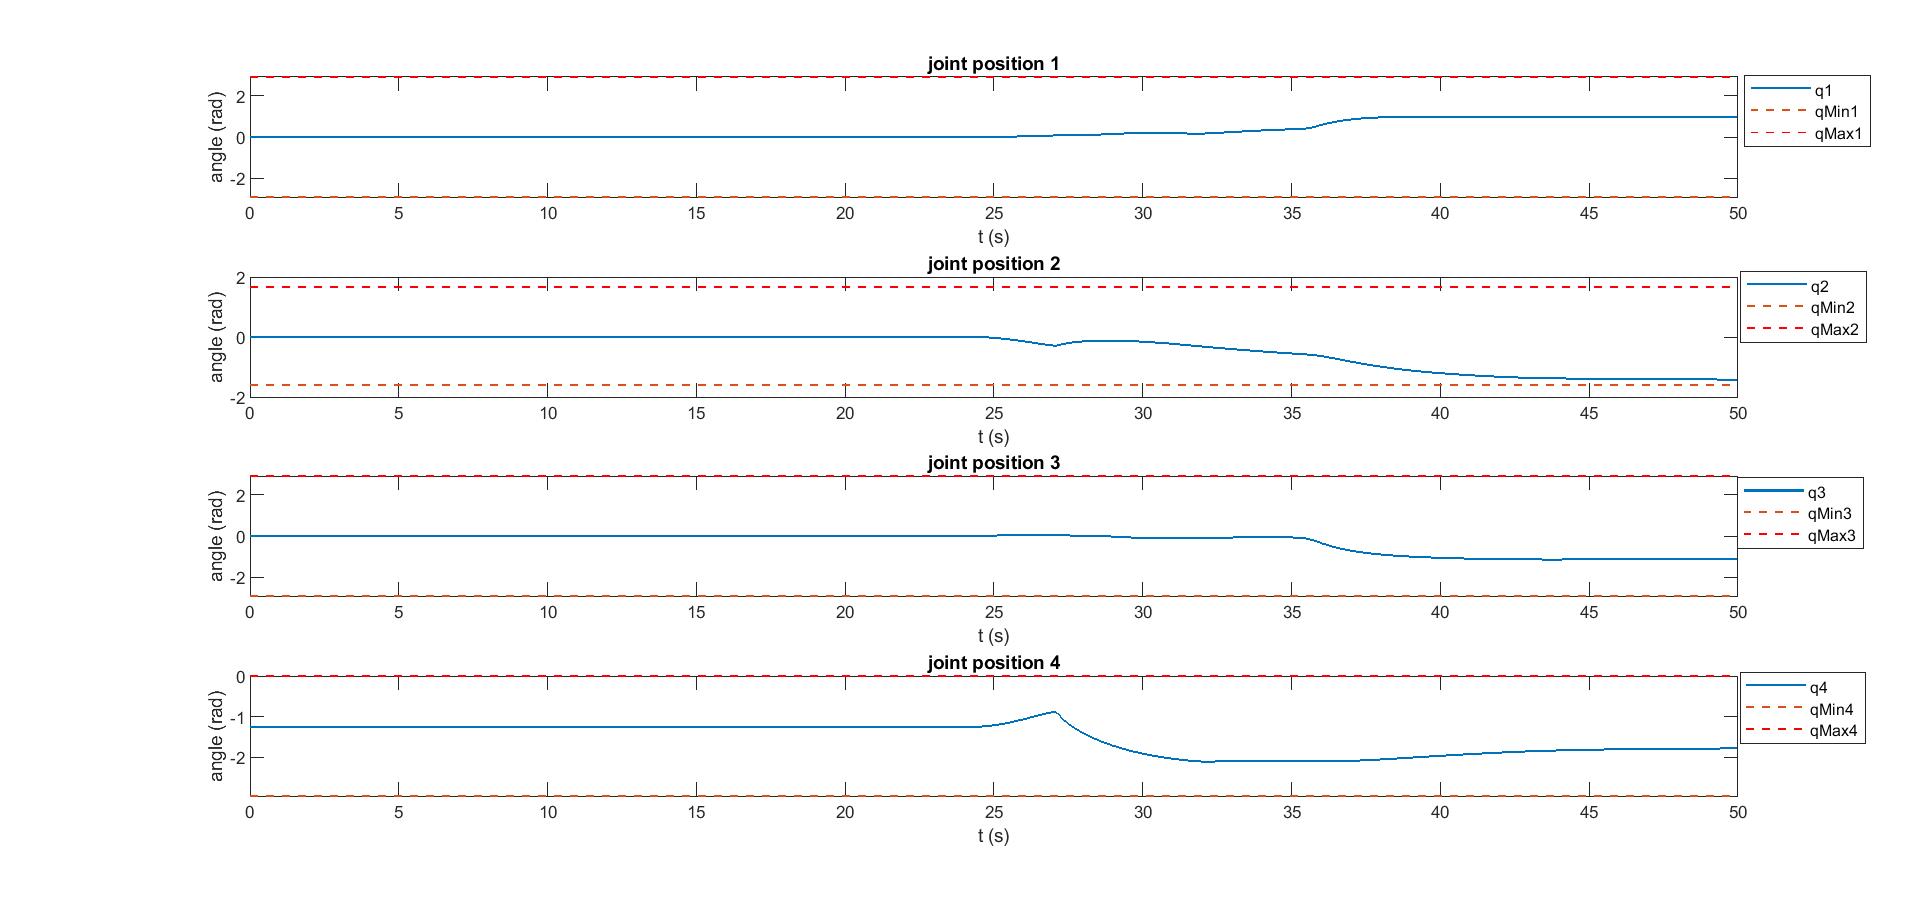 joint position 1
angle (rad)
2
0
-2
0 5 10 15 20 25 30 35 40 45 50
t (s)
q1
qMin1
qMax1
joint position 2
angle (rad)
2
0
-2
0 5 10 15 20 25 30 35 40 45 50
t (s)
q2
qMin2
qMax2
joint position 3
angle (rad)
2
0
-2
0 5 10 15 20 25 30 35 40 45 50
t (s)
q3
qMin3
qMax3
joint position 4
angle (rad)
0
-1
-2
0 5 10 15 20 25 30 35 40 45 50
t (s)
q4
qMin4
qMax4